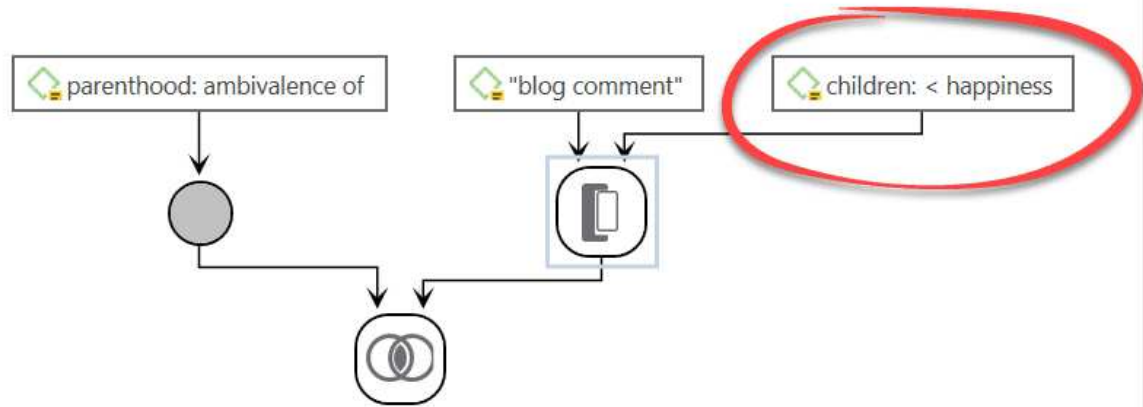 parenthood: ambivalence of
"blog comment"
children: < happiness